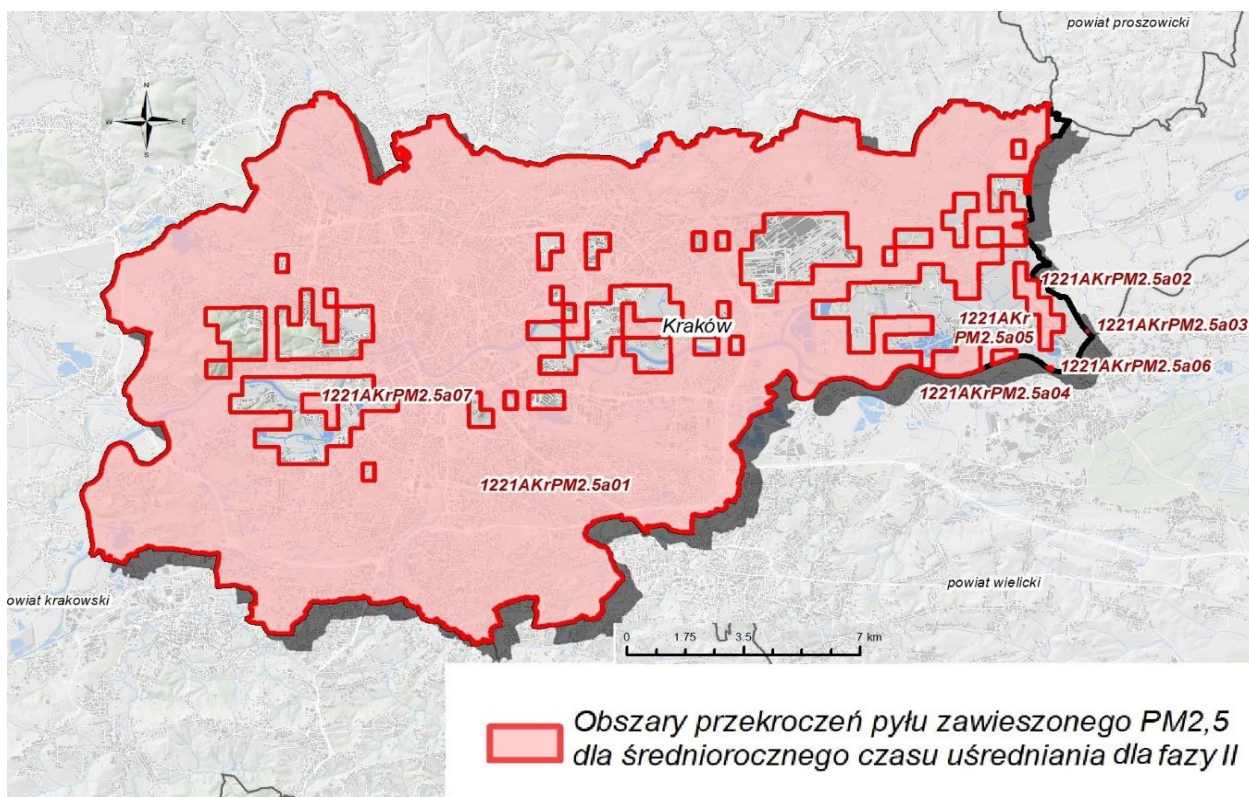 powiat proszowicki
N
W
E
S
1221AKrPM2.5a02
1221AKr
PM2.5a05
Kraków
1221AKrPM2.5a03
1221AKrPM2.5a06
1221AKrPM2.5a04
1221AKrPM2.5a07
1221AKrPM2.5a01
powiat wielicki
owiat krakowski
0 1.75 3.5 7 km
Obszary przekroczeń pyłu zawieszonego PM2,5
dla średniorocznego czasu uśredniania dla fazy II